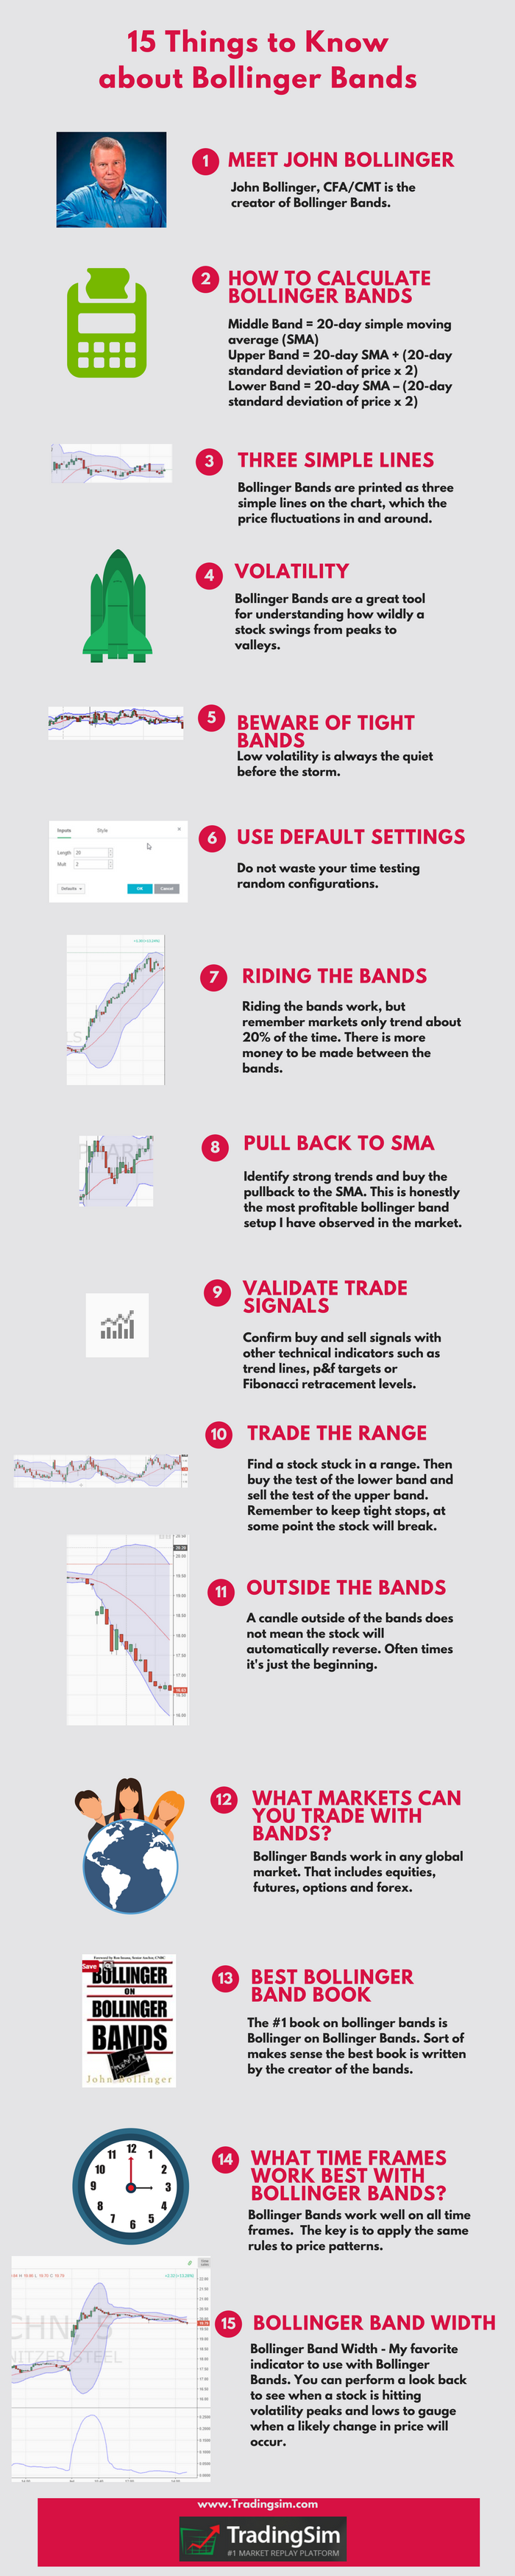 15 Things to Know
about Bollinger Bands
1 MEET JOHN BOLLINGER
John Bollinger, CFA/CMT is the
creator of Bollinger Bands.
2 HOW TO CALCULATE
BOLLINGER BANDS
Middle Band = 20-day simple moving
average (SMA)
Upper Band = 20-day SMA + (20-day
standard deviation of price x 2)
Lower Band = 20-day SMA – (20-day
standard deviation of price x 2)
3 THREE SIMPLE LINES
Bollinger Bands are printed as three
simple lines on the chart, which the
price fluctuations in and around.
4 VOLATILITY
Bollinger Bands are a great tool
for understanding how wildly a
stock swings from peaks to
valleys.
5 BEWARE OF TIGHT
BANDS
Low volatility is always the quiet
before the storm.
Inputs Style
Length 20
Mult 2
Defaults OK Cancel
6 USE DEFAULT SETTINGS
Do not waste your time testing
random configurations.
7 RIDING THE BANDS
Riding the bands work, but
remember markets only trend about
20% of the time. There is more
money to be made between the
bands.
8 PULL BACK TO SMA
Identify strong trends and buy the
pullback to the SMA. This is honestly
the most profitable bollinger band
setup I have observed in the market.
9 VALIDATE TRADE
SIGNALS
Confirm buy and sell signals with
other technical indicators such as
trend lines, p&f targets or
Fibonacci retracement levels.
10 TRADE THE RANGE
Find a stock stuck in a range. Then
buy the test of the lower band and
sell the test of the upper band.
Remember to keep tight stops, at
some point the stock will break.
11 OUTSIDE THE BANDS
A candle outside of the bands does
not mean the stock will
automatically reverse. Often times
it's just the beginning.
12 WHAT MARKETS CAN
YOU TRADE WITH
BANDS?
Bollinger Bands work in any global
market. That includes equities,
futures, options and forex.
Save
BOLLINGER
ON
BOLLINGER
BANDS
John Bollinger
13 BEST BOLLINGER
BAND BOOK
The #1 book on bollinger bands is
Bollinger on Bollinger Bands. Sort of
makes sense the best book is written
by the creator of the bands.
12
11 1
10 2
9 3
8 4
7 5
6
14 WHAT TIME FRAMES
WORK BEST WITH
BOLLINGER BANDS?
Bollinger Bands work well on all time
frames. The key is to apply the same
rules to price patterns.
15 BOLLINGER BAND WIDTH
Bollinger Band Width - My favorite
indicator to use with Bollinger
Bands. You can perform a look back
to see when a stock is hitting
volatility peaks and lows to gauge
when a likely change in price will
occur.
www.Tradingsim.com
TradingSim
#1 MARKET REPLAY PLATFORM